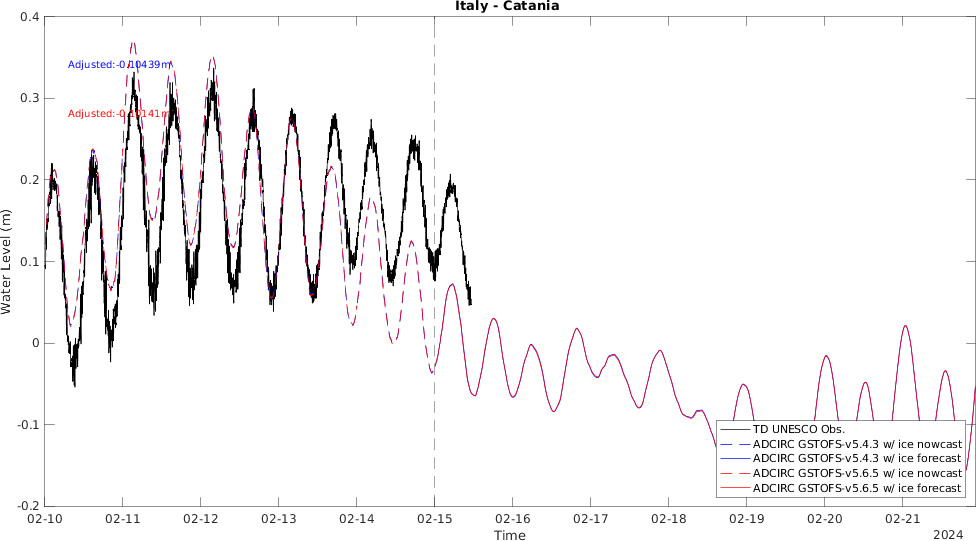 Italy - Catania
Water Level (m)
0.4
0.3
0.2
0.1
0
-0.1
-0.2
Adjusted:-0.10439m
Adjusted:-0.10141m
TD UNESCO Obs.
ADCIRC GSTOFS-v5.4.3 w/ ice nowcast
ADCIRC GSTOFS-v5.4.3 w/ ice forecast
ADCIRC GSTOFS-v5.6.5 w/ ice nowcast
ADCIRC GSTOFS-v5.6.5 w/ ice forecast
02-10 02-11 02-12 02-13 02-14 02-15 02-16 02-17 02-18 02-19 02-20 02-21
Time
2024